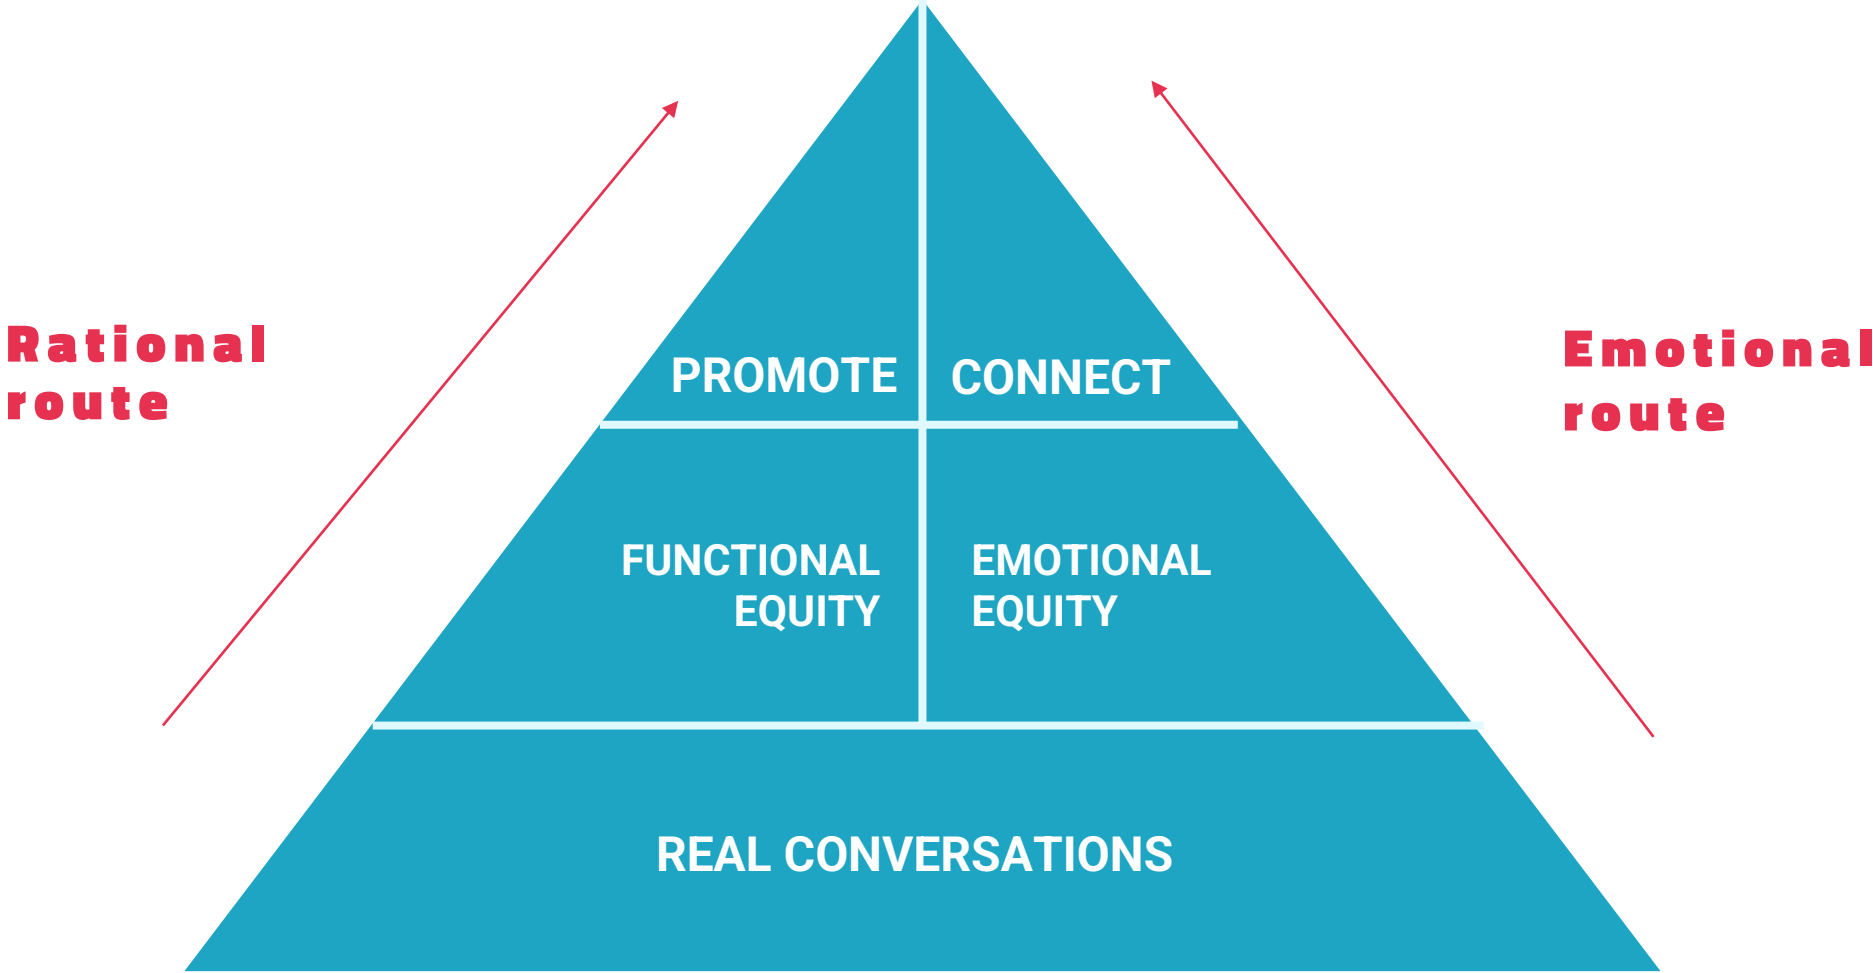 Rational
route
Emotional
route
PROMOTE
CONNECT
FUNCTIONAL
EQUITY
EMOTIONAL
EQUITY
REAL CONVERSATIONS